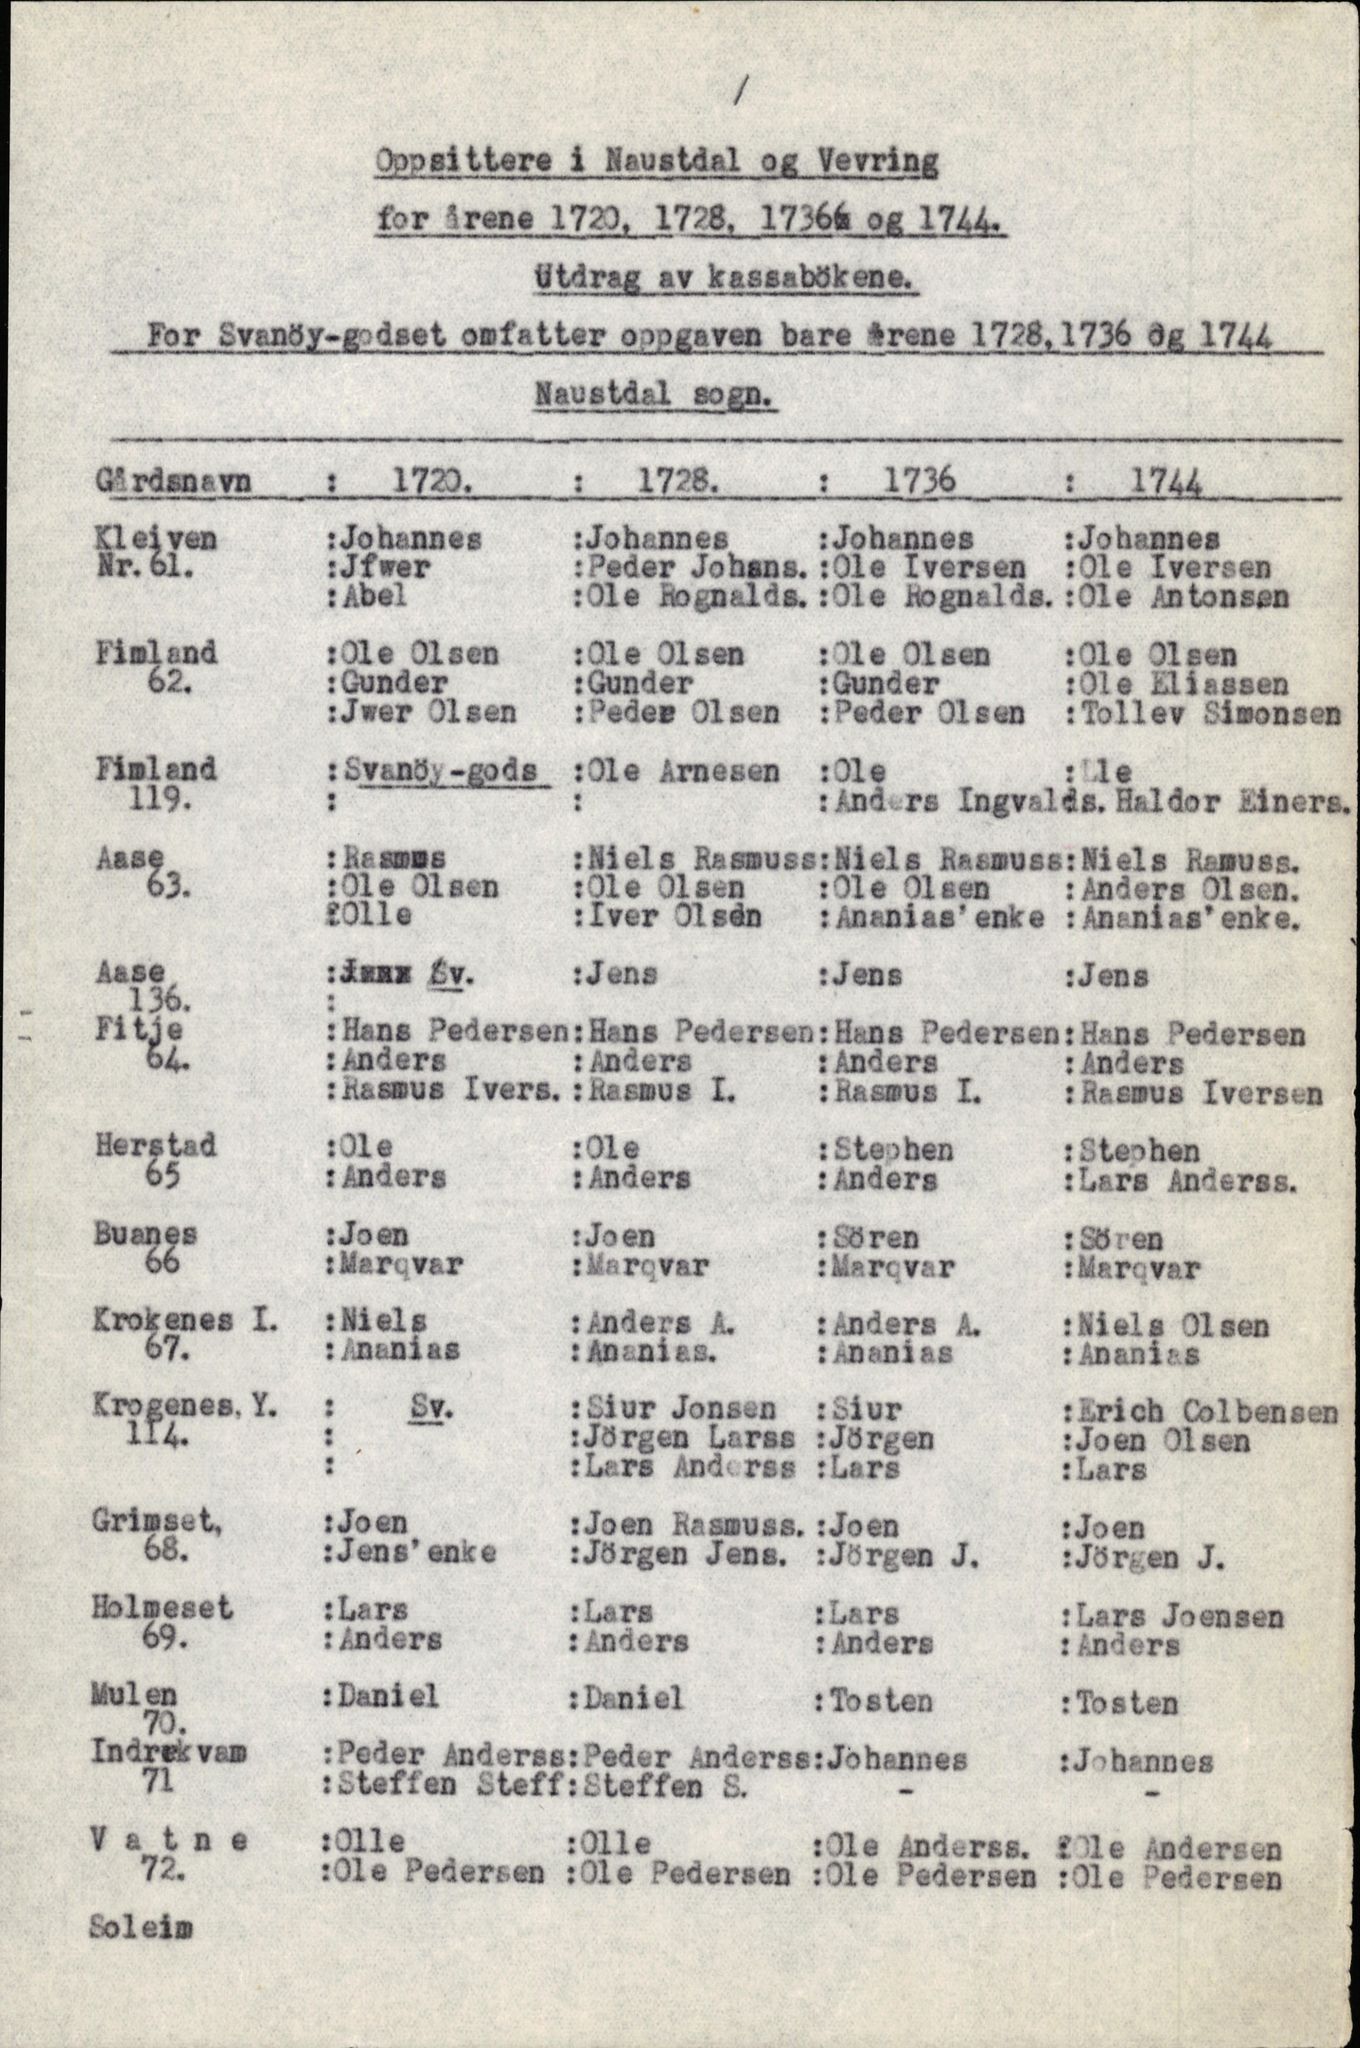 1
Oppsittere i Naustdal og Vevring
for årene 1720, 1728, 1736 og 1744.
Utdrag av kassabökene.
For Svanöy-godset omfatter oppgaven bare årene 1728, 1736 og 1744
Naustdal sogn.
Gårdsnavn : 1720. : 1728. : 1736 : 1744
Kleiven :Johannes :Johannes :Johannes :Johannes
Nr. 61. :Jfwer :Peder Johans. :Ole Iversen :Ole Iversen
:Abel :Ole Rognalds. :Ole Rognalds. :Ole Antonsen
Fimland :Ole Olsen :Ole Olsen :Ole Olsen :Ole Olsen
62. :Gunder :Gunder :Gunder :Ole Eliassen
:Jwer Olsen :Peder Olsen :Peder Olsen :Tollev Simonsen
Fimland :Svanöy-gods :Ole Arnesen :Ole :Lle
119. : : :Anders Ingvalds. Haldor Einers.
Aase :Rasmus :Niels Rasmuss:Niels Rasmuss:Niels Ramuss.
63. :Ole Olsen :Ole Olsen :Ole Olsen :Anders Olsen.
:Olle :Iver Olsen :Ananias'enke :Ananias'enke.
Aase : Sv. :Jens :Jens :Jens
136. :
Fitje :Hans Pedersen:Hans Pedersen:Hans Pedersen:Hans Pedersen
64. :Anders :Anders :Anders :Anders
:Rasmus Ivers. :Rasmus I. :Rasmus I. :Rasmus Iversen
Herstad :Ole :Ole :Stephen :Stephen
65 :Anders :Anders :Anders :Lars Anderss.
Buanes :Joen :Joen :Sören :Sören
66 :Marqvar :Marqvar :Marqvar :Marqvar
Krokenes I. :Niels :Anders A. :Anders A. :Niels Olsen
67. :Ananias :Ananias. :Ananias :Ananias
Krogenes, Y. : Sv. :Siur Jonsen :Siur :Erich Colbensen
114. : :Jörgen Larss :Jörgen :Joen Olsen
: :Lars Anderss :Lars :Lars
Grimset, :Joen :Joen Rasmuss. :Joen :Joen
68. :Jens'enke :Jörgen Jens. :Jörgen J. :Jörgen J.
Holmeset :Lars :Lars :Lars :Lars Joensen
69. :Anders :Anders :Anders :Anders
Mulen :Daniel :Daniel :Tosten :Tosten
70.
Indrekvam :Peder Anderss:Peder Anderss:Johannes :Johannes
71 :Steffen Steff:Steffen S. - -
V a t n e :Olle :Olle :Ole Anderss. :Ole Andersen
72. :Ole Pedersen :Ole Pedersen :Ole Pedersen :Ole Pedersen
Soleim